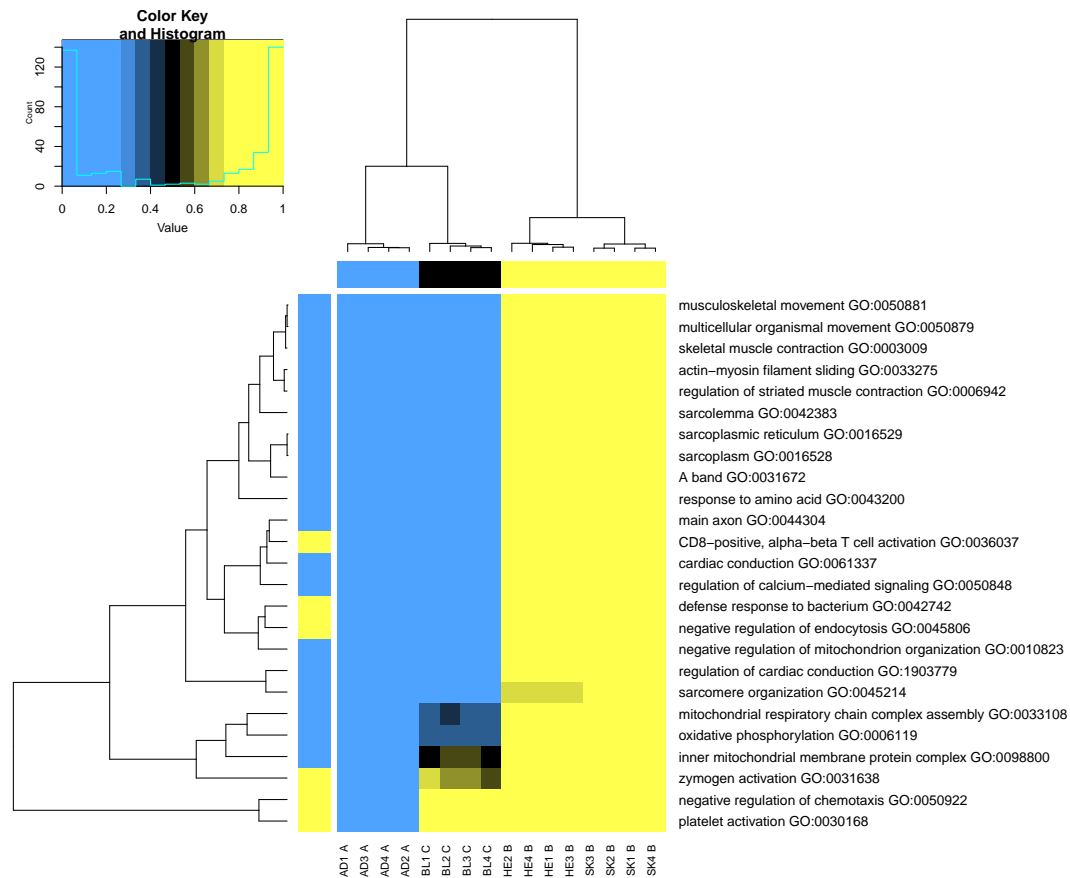 Color Key
and Histogram
Count
0 40 80 120
0 0.2 0.4 0.6 0.8 1
Value
musculoskeletal movement GO:0050881
multicellular organismal movement GO:0050879
skeletal muscle contraction GO:0003009
actin−myosin filament sliding GO:0033275
regulation of striated muscle contraction GO:0006942
sarcolemma GO:0042383
sarcoplasmic reticulum GO:0016529
sarcoplasm GO:0016528
A band GO:0031672
response to amino acid GO:0043200
main axon GO:0044304
CD8−positive, alpha−beta T cell activation GO:0036037
cardiac conduction GO:0061337
regulation of calcium−mediated signaling GO:0050848
defense response to bacterium GO:0042742
negative regulation of endocytosis GO:0045806
negative regulation of mitochondrion organization GO:0010823
regulation of cardiac conduction GO:1903779
sarcomere organization GO:0045214
mitochondrial respiratory chain complex assembly GO:0033108
oxidative phosphorylation GO:0006119
inner mitochondrial membrane protein complex GO:0098800
zymogen activation GO:0031638
negative regulation of chemotaxis GO:0050922
platelet activation GO:0030168
AD1 A
AD3 A
AD4 A
AD2 A
BL1 C
BL2 C
BL3 C
BL4 C
HE2 B
HE4 B
HE1 B
HE3 B
SK3 B
SK2 B
SK1 B
SK4 B